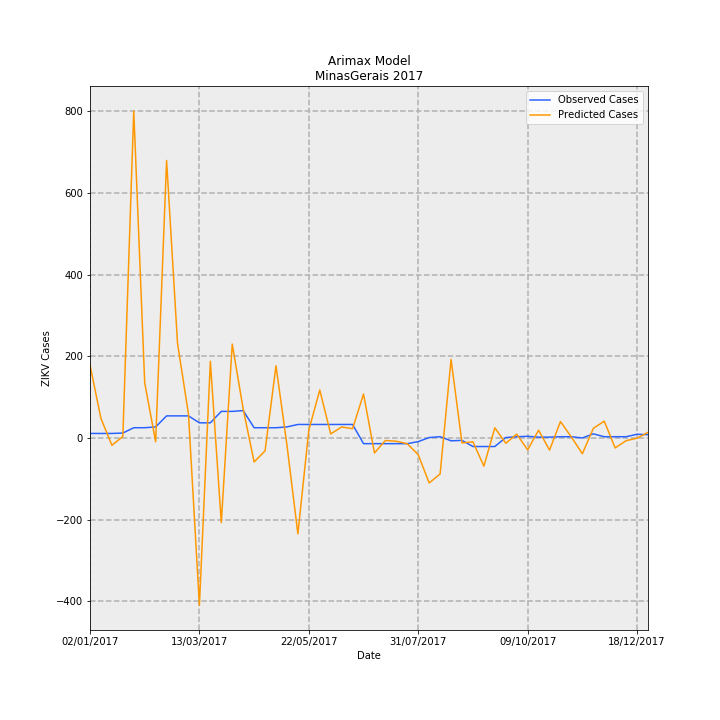 Arimax Model
MinasGerais 2017
Observed Cases
Predicted Cases
ZIKV Cases
800
600
400
200
0
−200
−400
02/01/2017
13/03/2017
22/05/2017
31/07/2017
09/10/2017
18/12/2017
Date